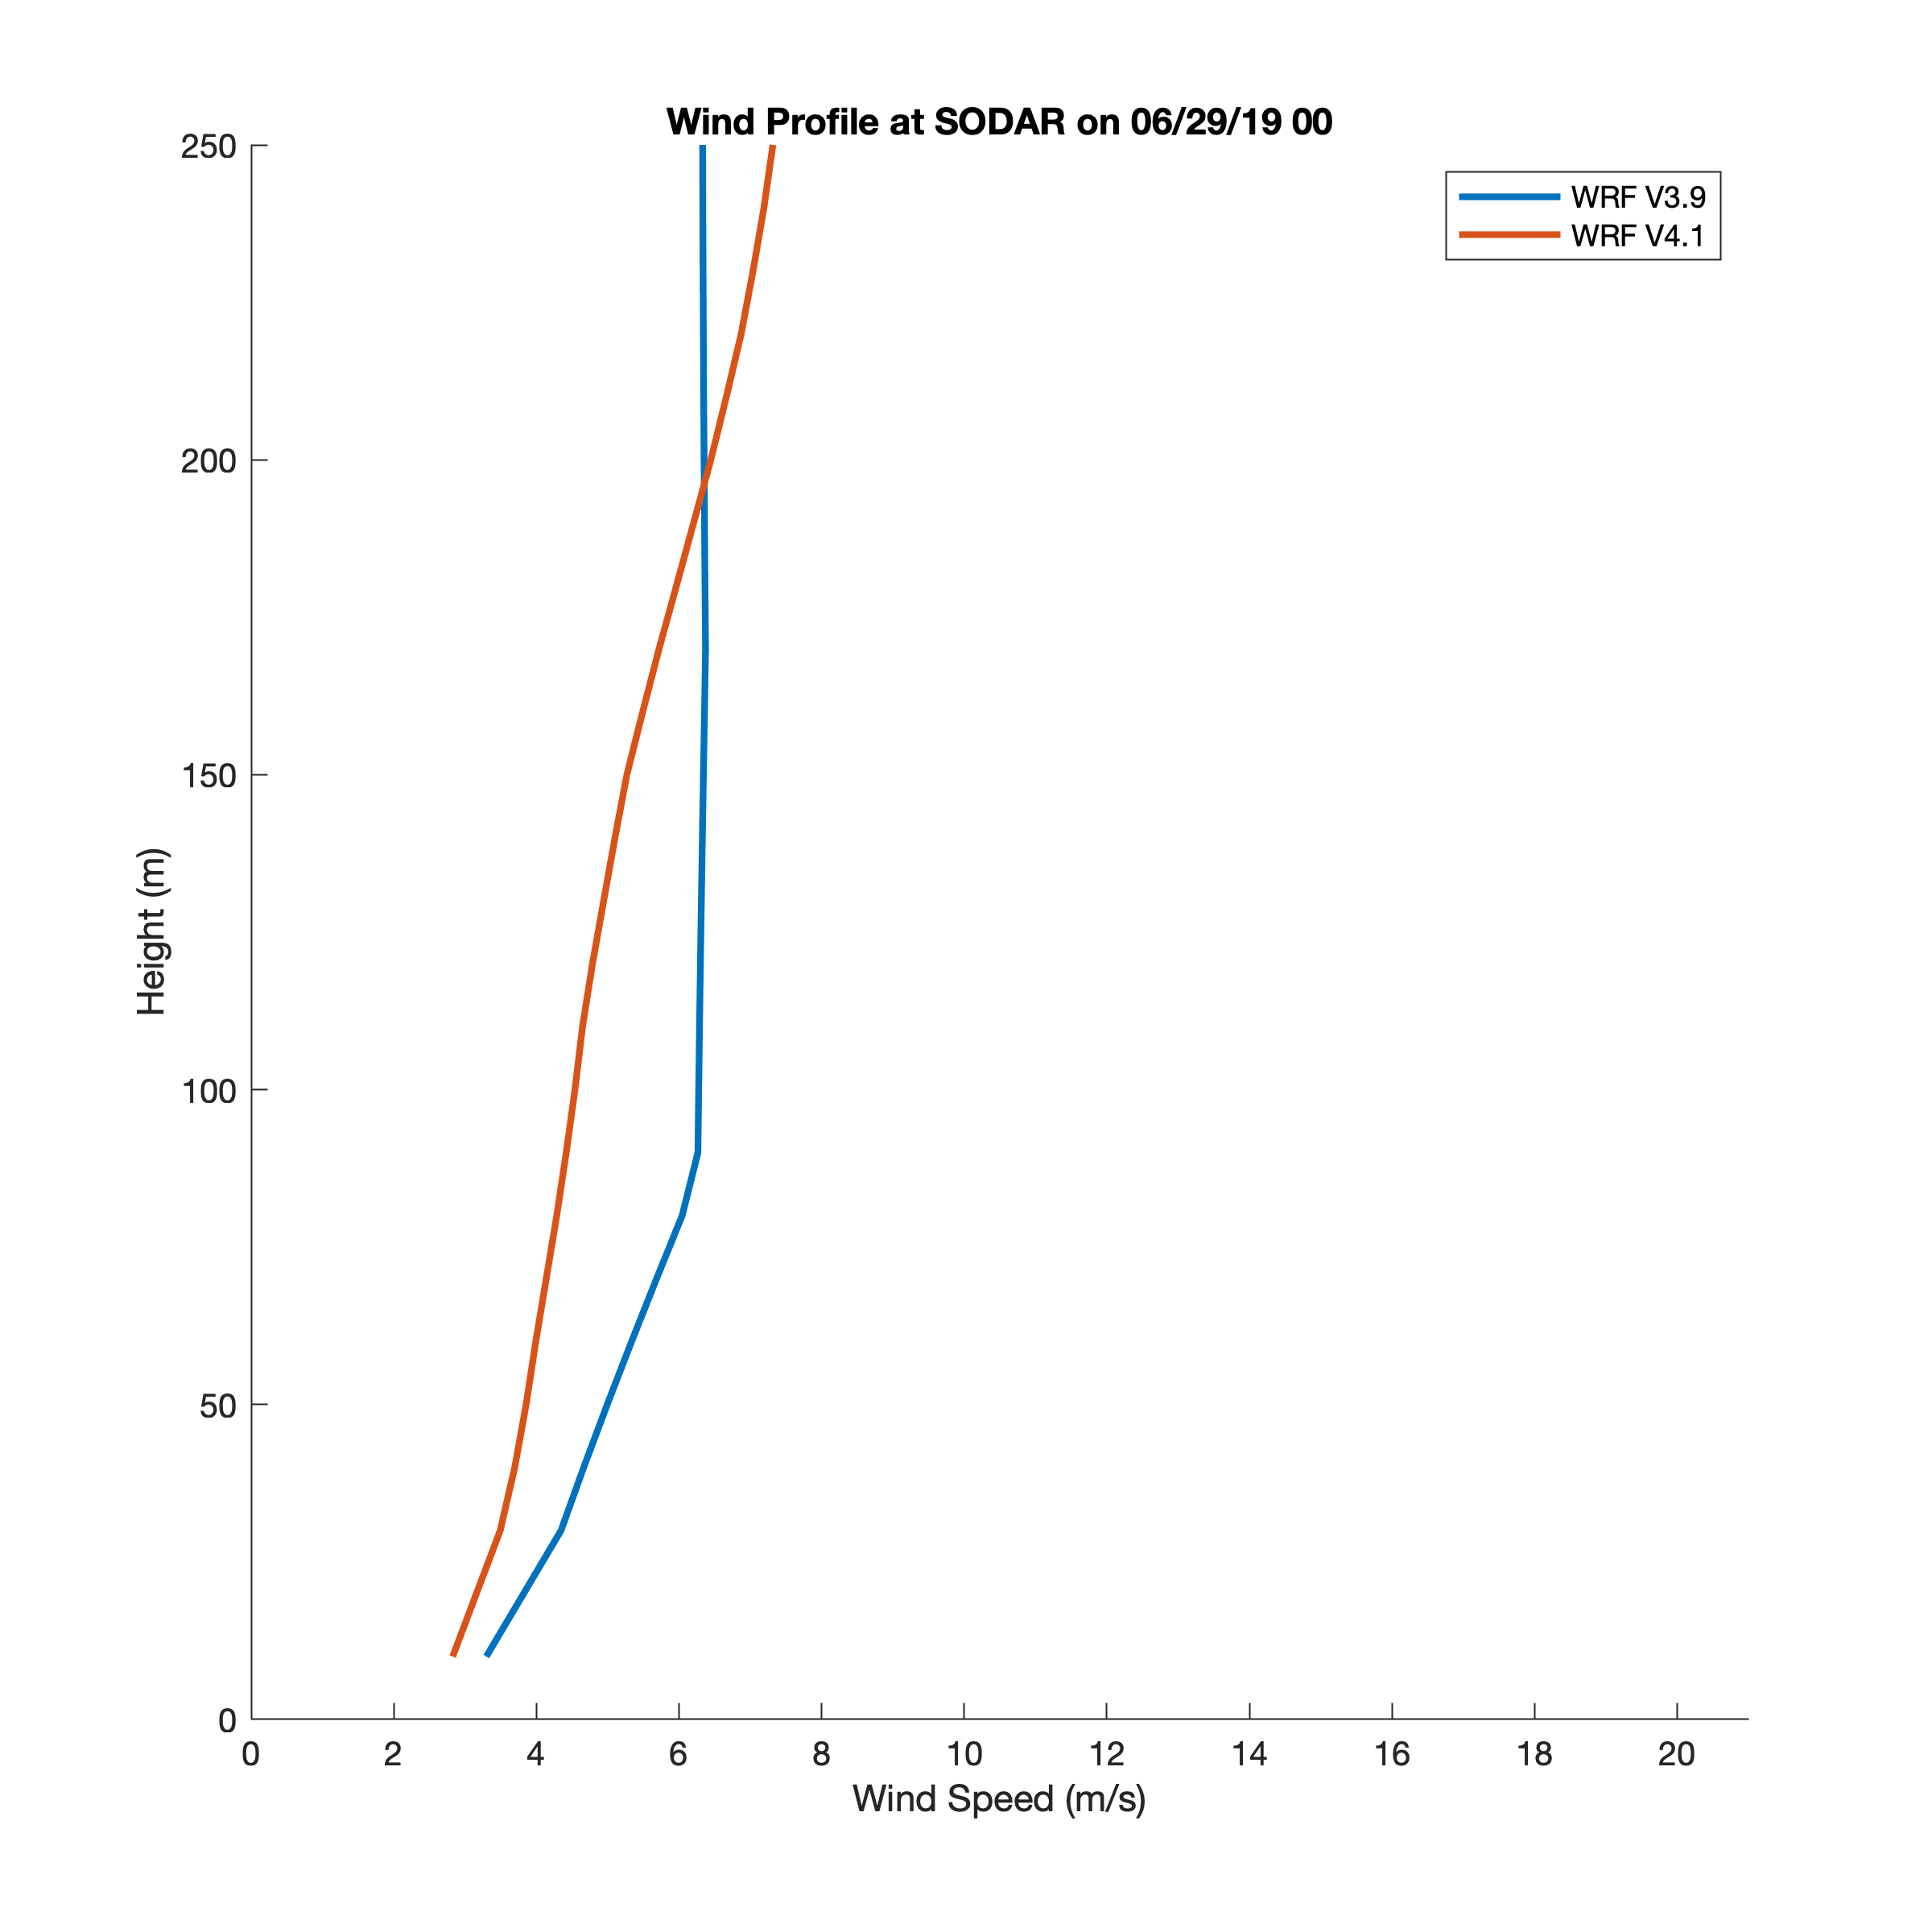 Wind Profile at SODAR on 06/29/19 00
WRF V3.9
WRF V4.1
250
200
150
100
50
0
Height (m)
0 2 4 6 8 10 12 14 16 18 20
Wind Speed (m/s)